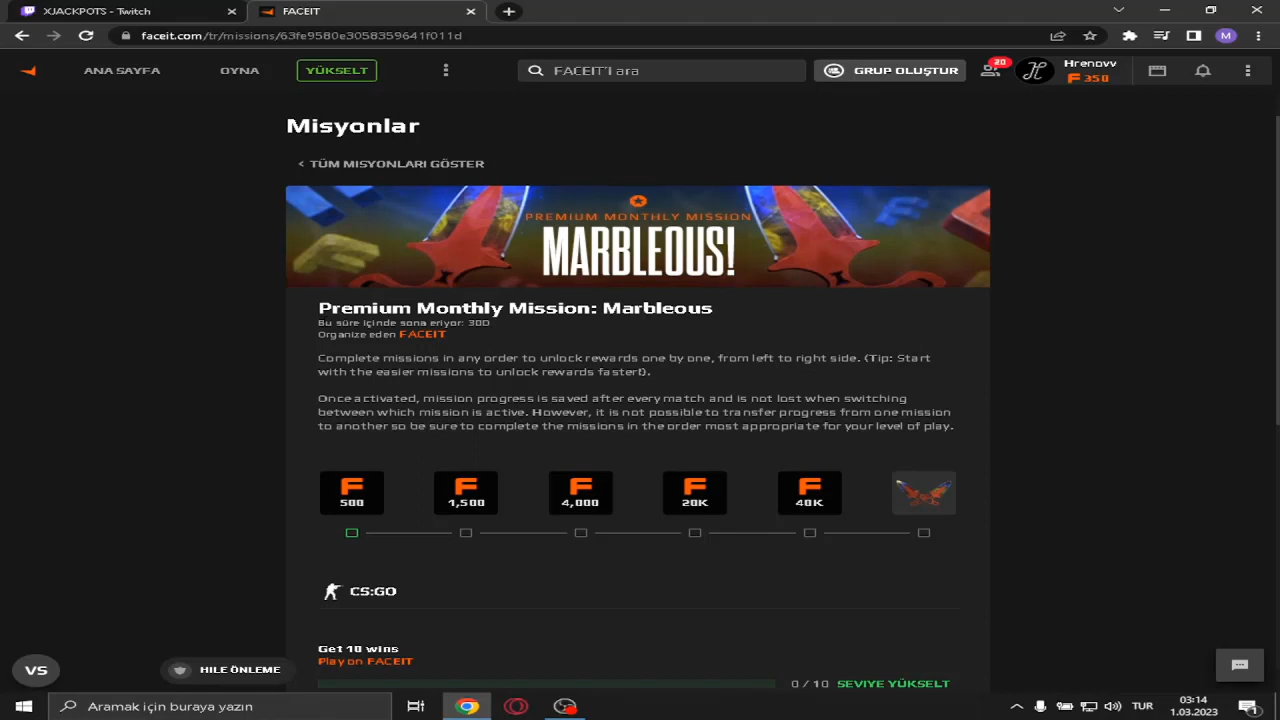 XJACKPOTS - Twitch
FACEIT
faceit.com/tr/missions/63fe9580e3058359641f011d
M
ANA SAYFA
OYNA
YÜKSELT
FACEIT'I ara
GRUP OLUŞTUR
20
Hrenovv
350
Misyonlar
< TÜM MISYONLARI GÖSTER
PREMIUM MONTHLY MISSION
MARBLEOUS!
Premium Monthly Mission: Marbleous
Bu süre içinde sona eriyor: 30D
Organize eden FACEIT
Complete missions in any order to unlock rewards one by one, from left to right side. (Tip: Start
with the easier missions to unlock rewards faster!).
Once activated, mission progress is saved after every match and is not lost when switching
between which mission is active. However, it is not possible to transfer progress from one mission
to another so be sure to complete the missions in the order most appropriate for your level of play.
500
1,500
4,000
20K
40K
CS:GO
Get 10 wins
Play on FACEIT
0 / 10 SEVIYE YÜKSELT
VS
HILE ÖNLEME
Aramak için buraya yazın
TUR
03:14
1.03.2023
1